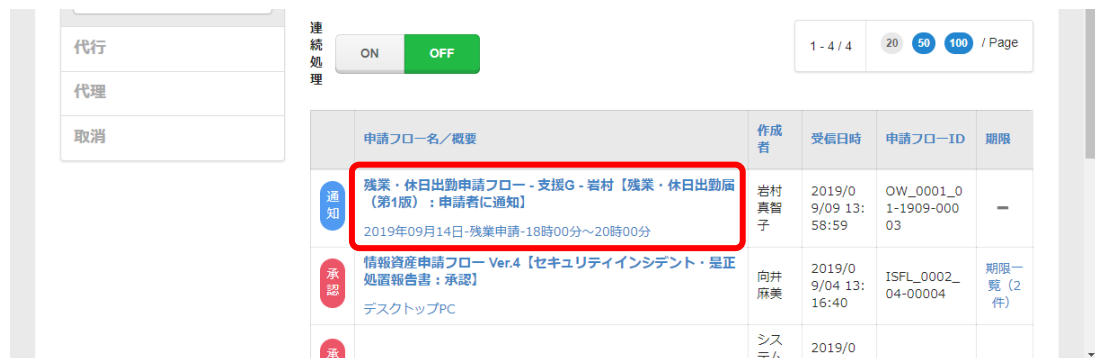 代行
代理
取消
連
続
処
理
ON OFF
1 - 4 / 4
20 50 100 / Page
申請フロー名／概要
作成
者
受信日時
申請フローID
期限
通
知
残業・休日出勤申請フロー - 支援G - 岩村【残業・休日出勤届
（第1版）：申請者に通知】
2019年09月14日-残業申請-18時00分～20時00分
岩村
真智
子
2019/0
9/09 13:
58:59
OW_0001_0
1-1909-000
03
ー
承
認
情報資産申請フロー Ver.4【セキュリティインシデント・是正
処置報告書：承認】
デスクトップPC
向井
麻美
2019/0
9/04 13:
16:40
ISFL_0002_
04-00004
期限一
覧（2
件）
承
シス
テム
2019/0